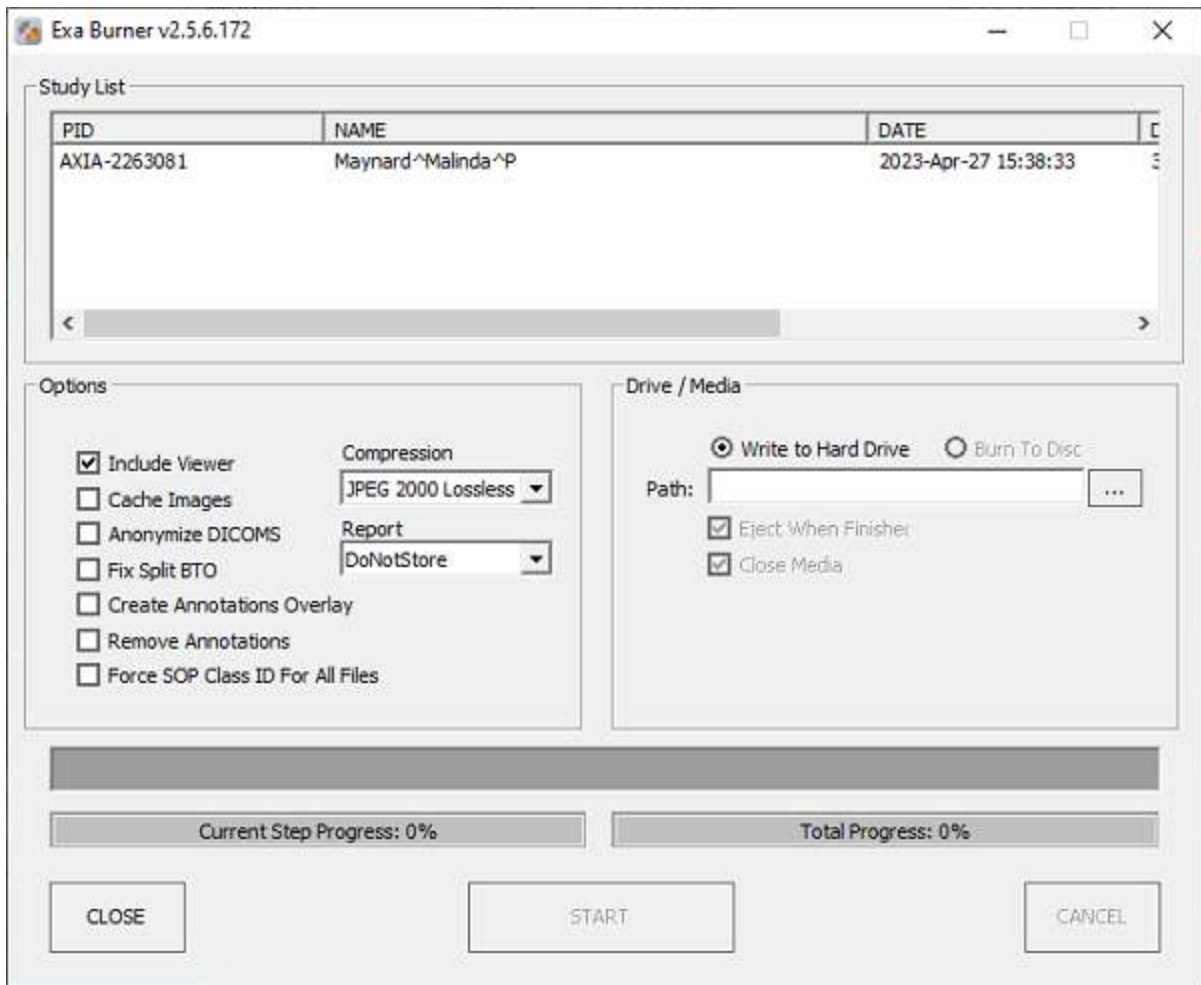 Exa Burner v2.5.6.172
Study List
PID NAME DATE
AXIA-2263081 Maynard^Malinda^P 2023-Apr-27 15:38:33
Options
Include Viewer
Cache Images
Anonymize DICOMS
Fix Split BTO
Create Annotations Overlay
Remove Annotations
Force SOP Class ID For All Files
Compression
JPEG 2000 Lossless
Report
DoNotStore
Drive / Media
Write to Hard Drive Burn To Disc
Path: ...
Eject When Finishe
Close Media
Current Step Progress: 0% Total Progress: 0%
CLOSE START CANCEL